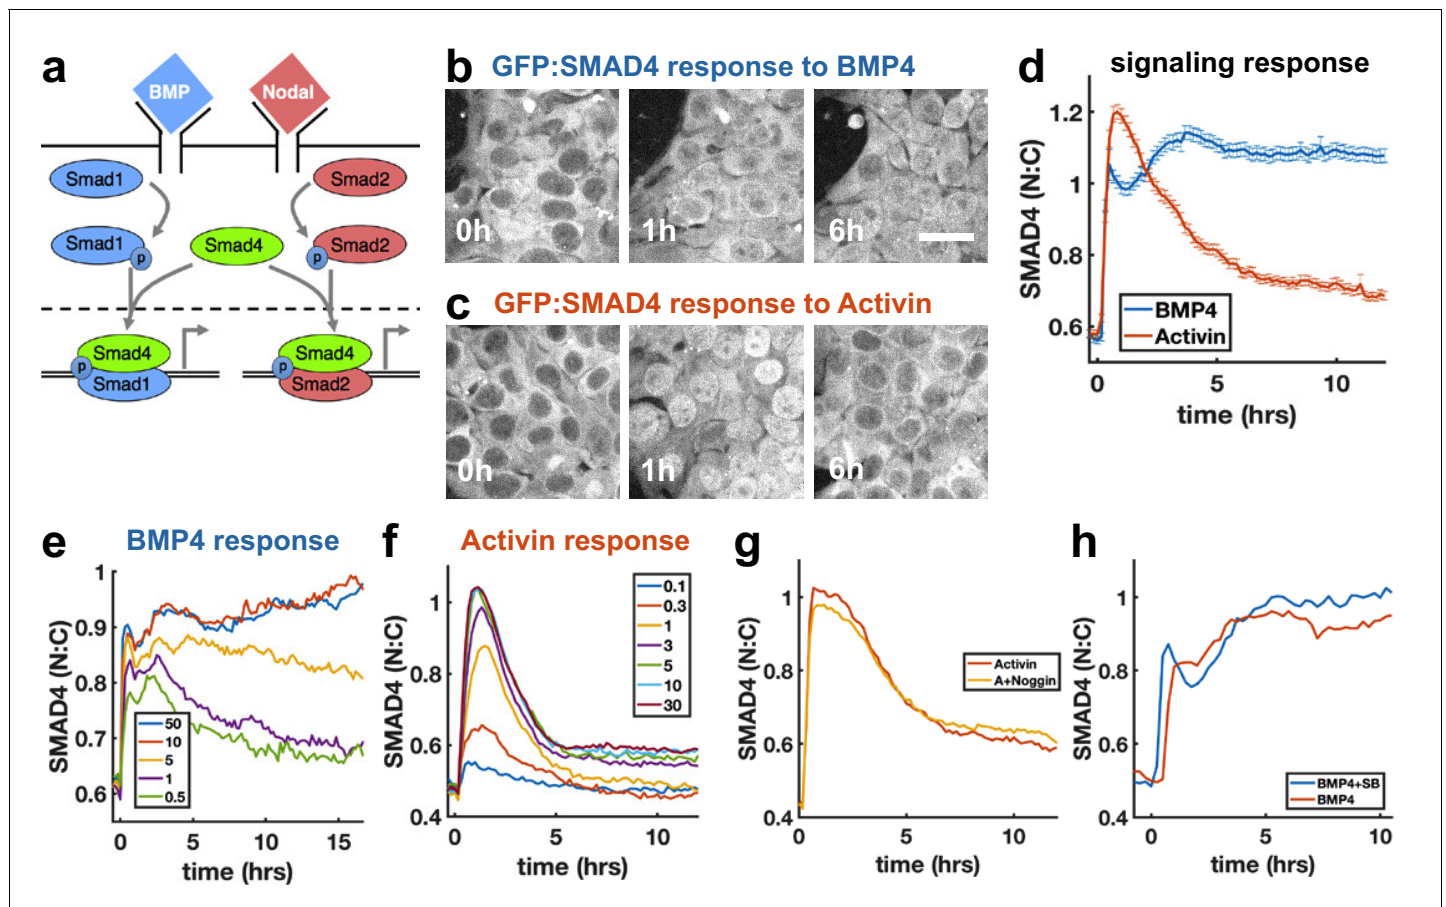 a
BMP
Nodal
Smad1
Smad2
Smad1
p
Smad4
p
Smad2
Smad4
p
Smad1
Smad4
p
Smad2
b GFP:SMAD4 response to BMP4
0h
1h
6h
c GFP:SMAD4 response to Activin
0h
1h
6h
d signaling response
SMAD4 (N:C)
1.2
1
0.8
0.6
BMP4
Activin
0
5
10
time (hrs)
e BMP4 response
SMAD4 (N:C)
1
0.9
0.8
0.7
0.6
50
10
5
1
0.5
0
5
10
15
time (hrs)
f Activin response
SMAD4 (N:C)
1
0.8
0.6
0.4
0.1
0.3
1
3
5
10
30
0
5
10
time (hrs)
g
SMAD4 (N:C)
1
0.8
0.6
0.4
Activin
A+Noggin
0
5
10
time (hrs)
h
SMAD4 (N:C)
1
0.8
0.6
0.4
BMP4+SB
BMP4
0
5
10
time (hrs)